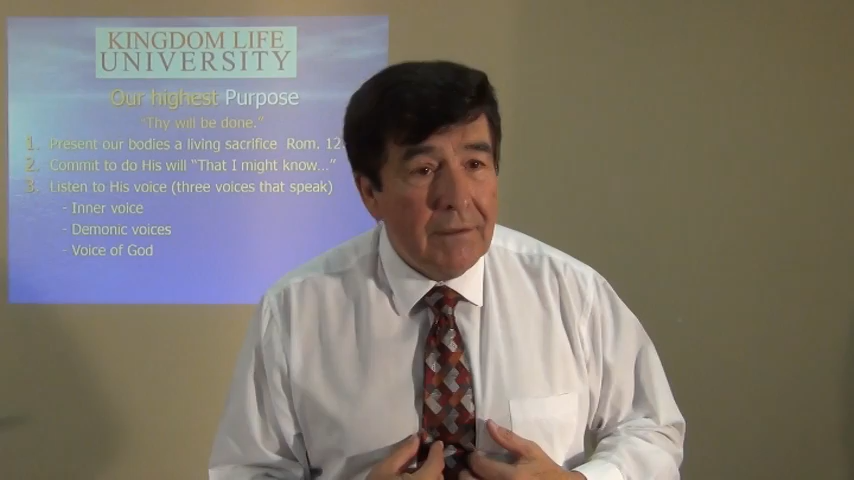 KINGDOM LIFE
UNIVERSITY
Our highest Purpose
"Thy will be done."
1. Present our bodies a living sacrifice Rom. 12
2. Commit to do His will "That I might know..."
3. Listen to His voice (three voices that speak)
- Inner voice
- Demonic voices
- Voice of God